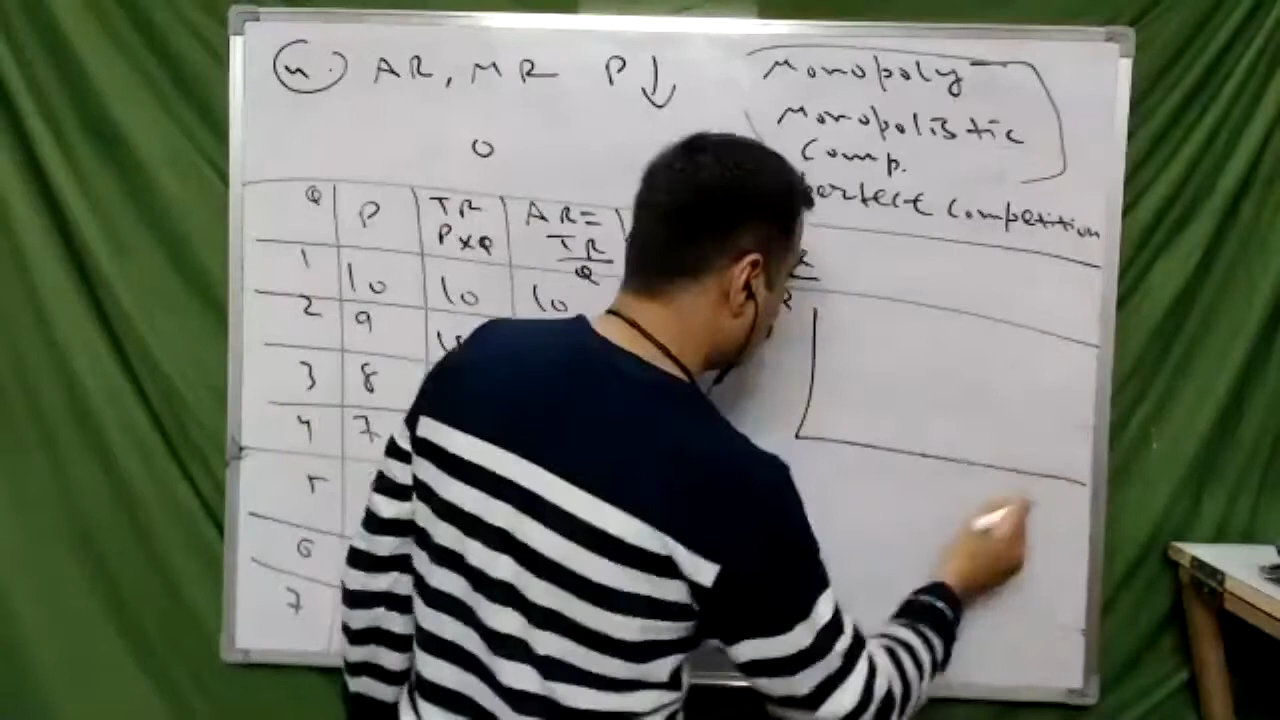 u. AR, MR P↓
Monopoly
Monopolistic
Comp.
Perfect Competition
0
Q P TR AR=
PxQ TR
Q
1 10 10 10
2 9
3 8
4 7
5
6
7